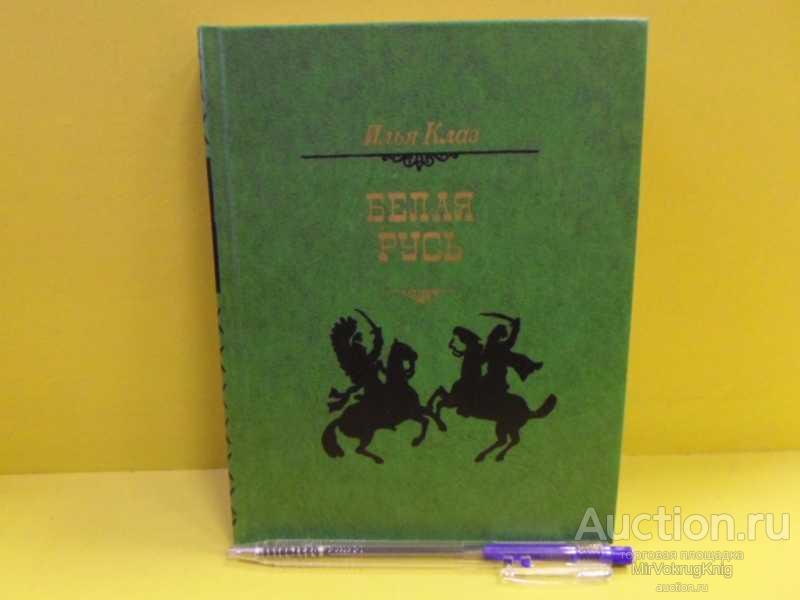 Илья Клаз
БЕЛАЯ
РУСЬ
Auction.ru
торговая площадка
MirVokrugKnig
auction.ru